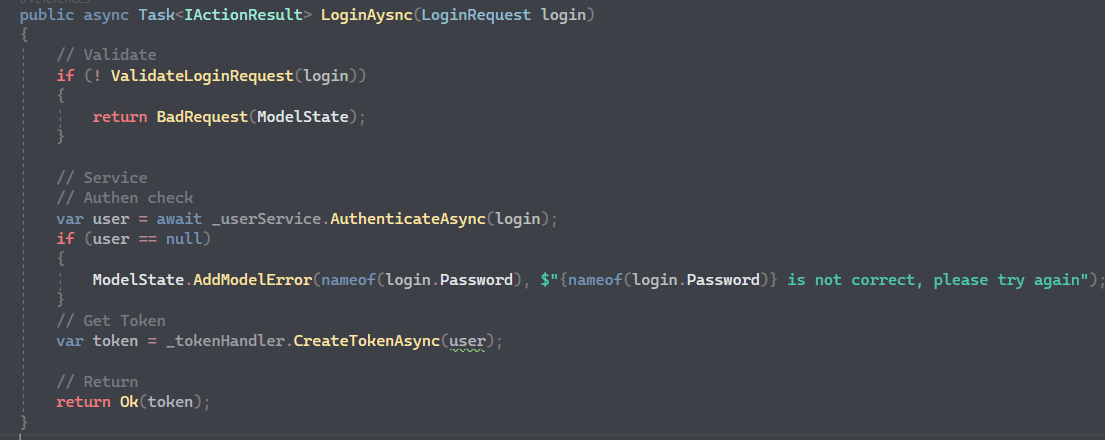 0 references
public async Task<IActionResult> LoginAysnc(LoginRequest login)
{
    // Validate
    if (! ValidateLoginRequest(login))
    {
        return BadRequest(ModelState);
    }

    // Service
    // Authen check
    var user = await _userService.AuthenticateAsync(login);
    if (user == null)
    {
        ModelState.AddModelError(nameof(login.Password), $"{nameof(login.Password)} is not correct, please try again");
    }
    // Get Token
    var token = _tokenHandler.CreateTokenAsync(user);

    // Return
    return Ok(token);
}